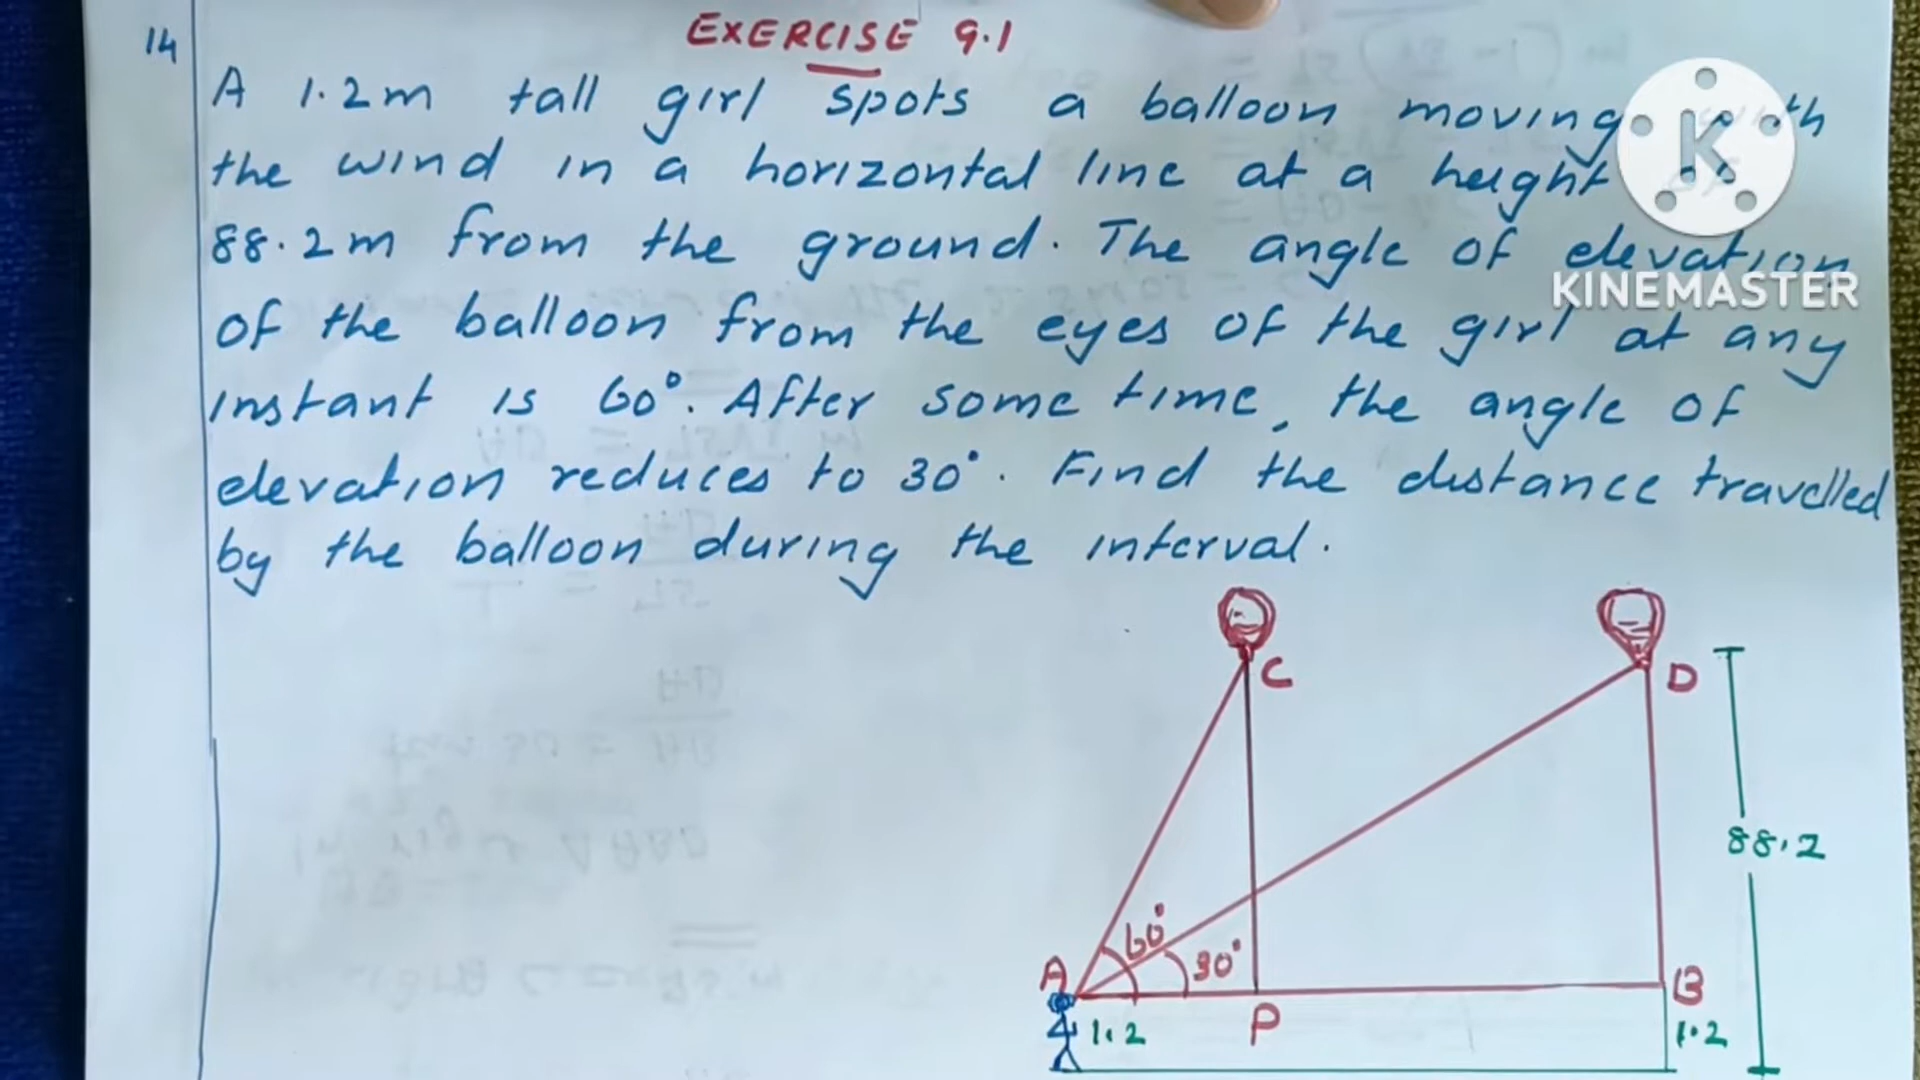 EXERCISE 9.1
14
A 1.2m tall girl spots a balloon moving with
the wind in a horizontal line at a height of
88.2m from the ground. The angle of elevation
KINEMASTER
of the balloon from the eyes of the girl at any
instant is 60°. After some time, the angle of
elevation reduces to 30°. Find the distance travelled
by the balloon during the interval.
C
D
88.2
60°
30°
A
B
P
1.2
1.2
K